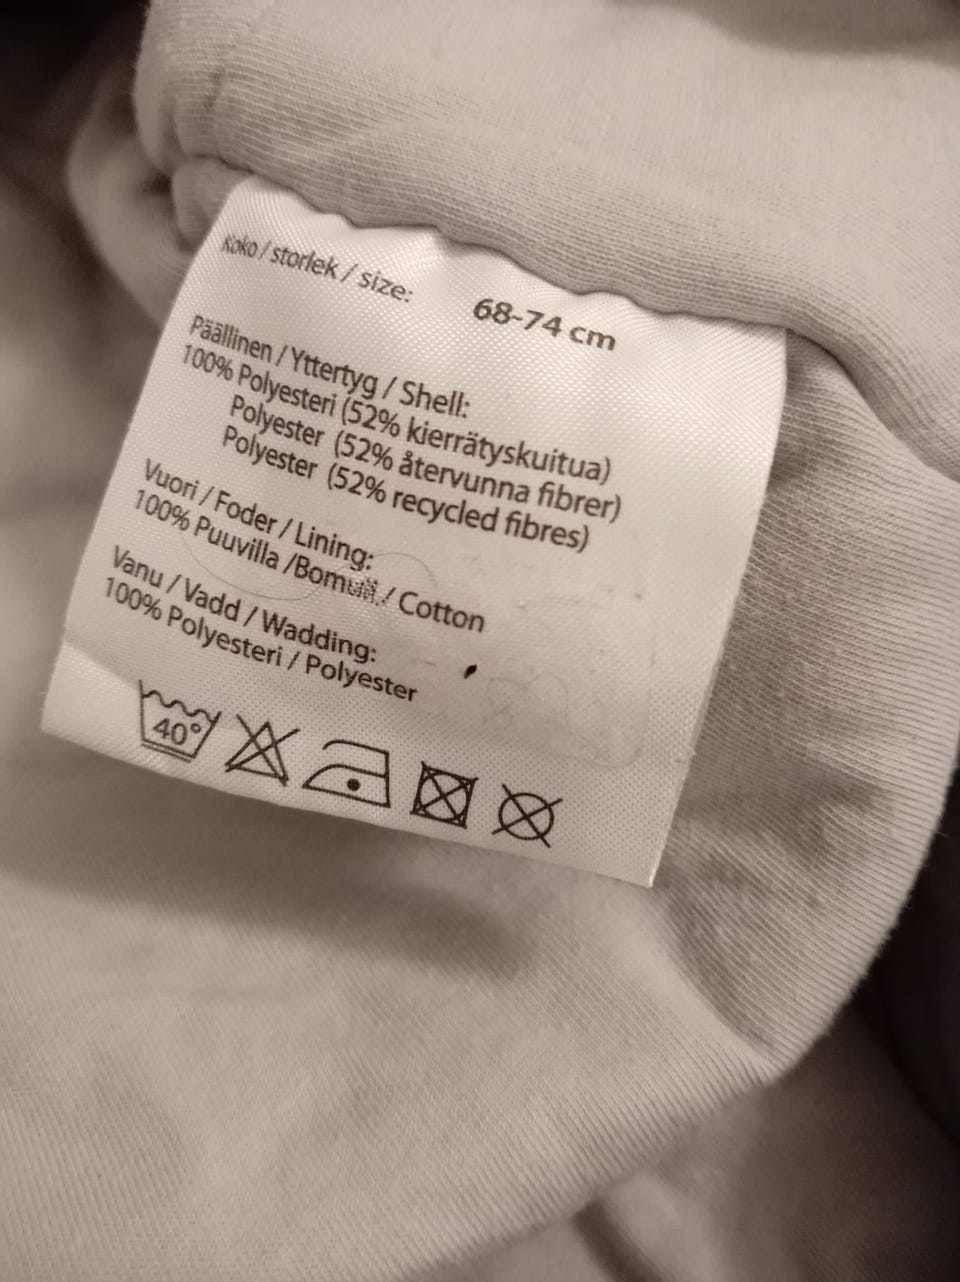 Koko / storlek / size: 68-74 cm
Päällinen / Yttertyg / Shell:
100% Polyesteri (52% kierrätyskuitua)
Polyester (52% återvunna fibrer)
Polyester (52% recycled fibres)
Vuori / Foder / Lining:
100% Puuvilla /Bomull / Cotton
Vanu / Vadd / Wadding:
100% Polyesteri / Polyester
40°